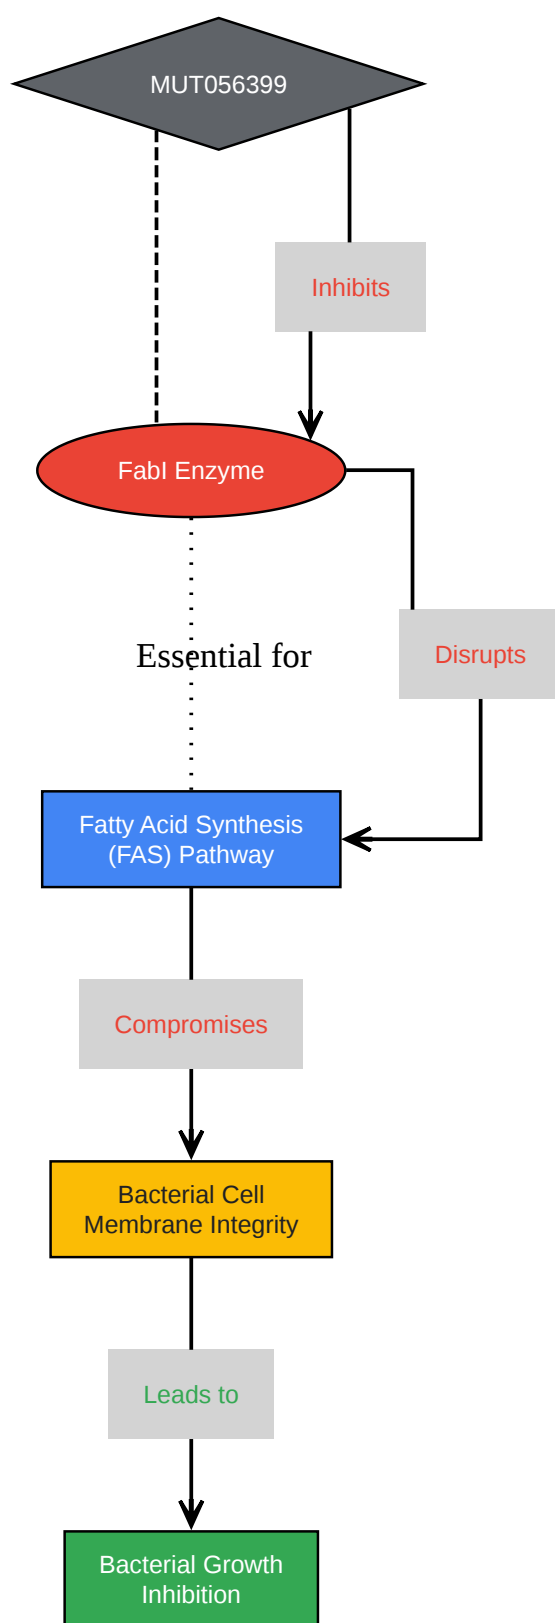 MUT056399
Inhibits
FabI Enzyme
Essential for
Disrupts
Fatty Acid Synthesis
(FAS) Pathway
Compromises
Bacterial Cell
Membrane Integrity
Leads to
Bacterial Growth
Inhibition